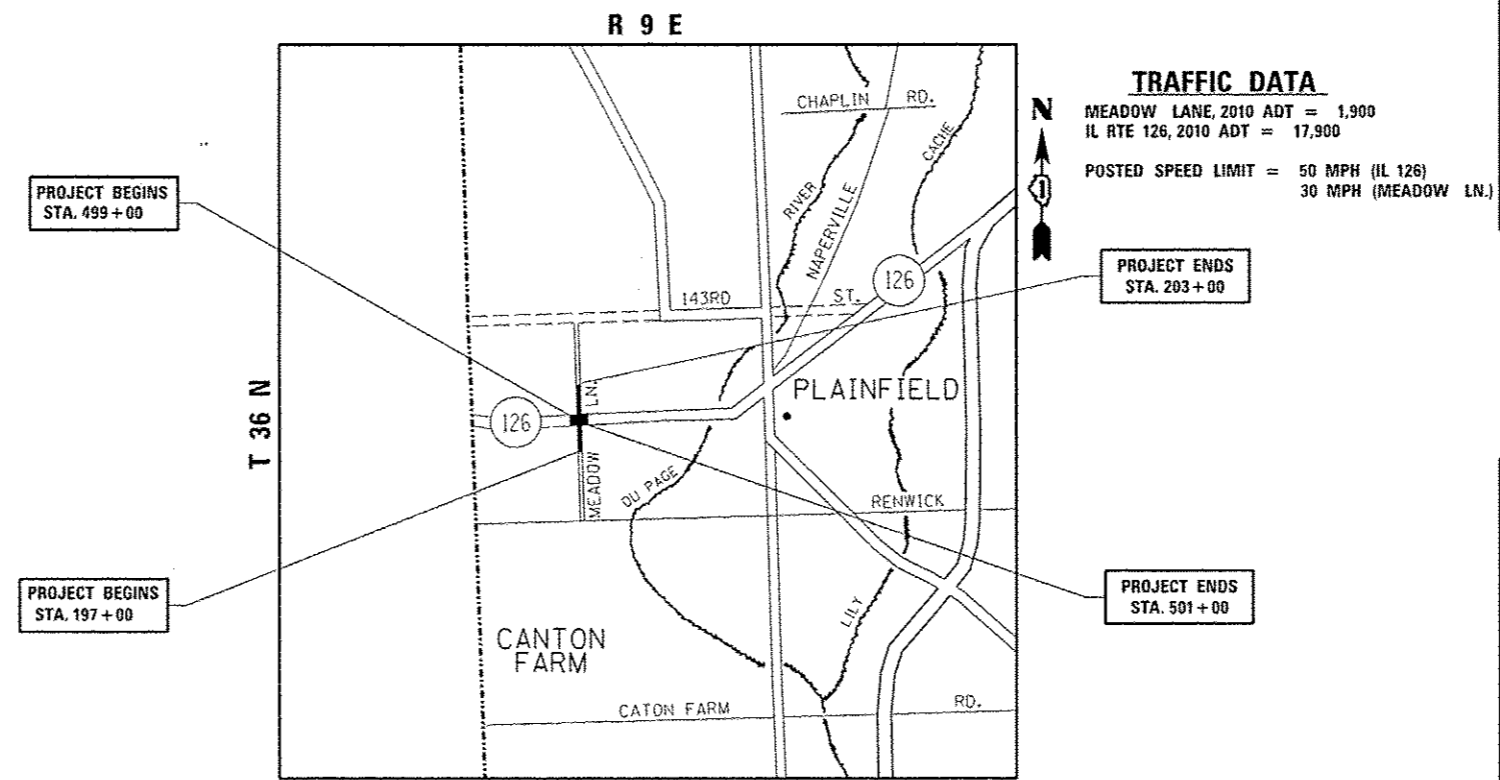 R 9 E
TRAFFIC DATA
N
MEADOW LANE, 2010 ADT = 1,900
IL RTE 126, 2010 ADT = 17,900
POSTED SPEED LIMIT = 50 MPH (IL 126)
30 MPH (MEADOW LN.)
CHAPLIN RD.
CACHE
RIVER
NAPERVILLE
PROJECT BEGINS
STA. 499+00
PROJECT ENDS
STA. 203+00
126
143RD ST.
T 36 N
LN.
PLAINFIELD
126
MEADOW
DU PAGE
RENWICK
PROJECT BEGINS
STA. 197+00
PROJECT ENDS
STA. 501+00
LILY
CANTON
FARM
CATON FARM RD.
1